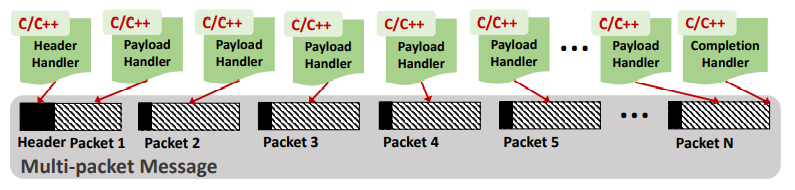 C/C++
Header
Handler
C/C++
Payload
Handler
C/C++
Payload
Handler
C/C++
Payload
Handler
C/C++
Payload
Handler
C/C++
Payload
Handler
...
C/C++
Payload
Handler
C/C++
Completion
Handler
Header Packet 1
Packet 2
Packet 3
Packet 4
Packet 5
...
Packet N
Multi-packet Message